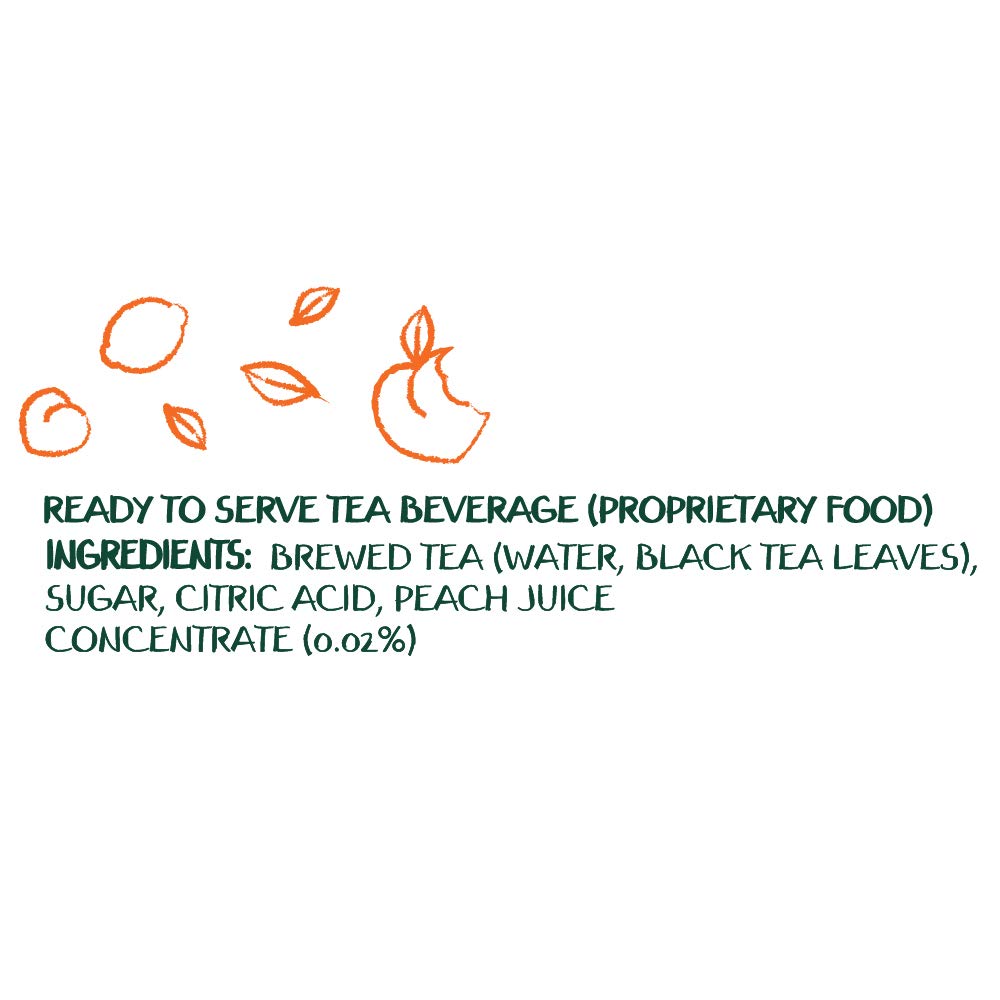 READY TO SERVE TEA BEVERAGE (PROPRIETARY FOOD)
INGREDIENTS: BREWED TEA (WATER, BLACK TEA LEAVES),
SUGAR, CITRIC ACID, PEACH JUICE
CONCENTRATE (0.02%)